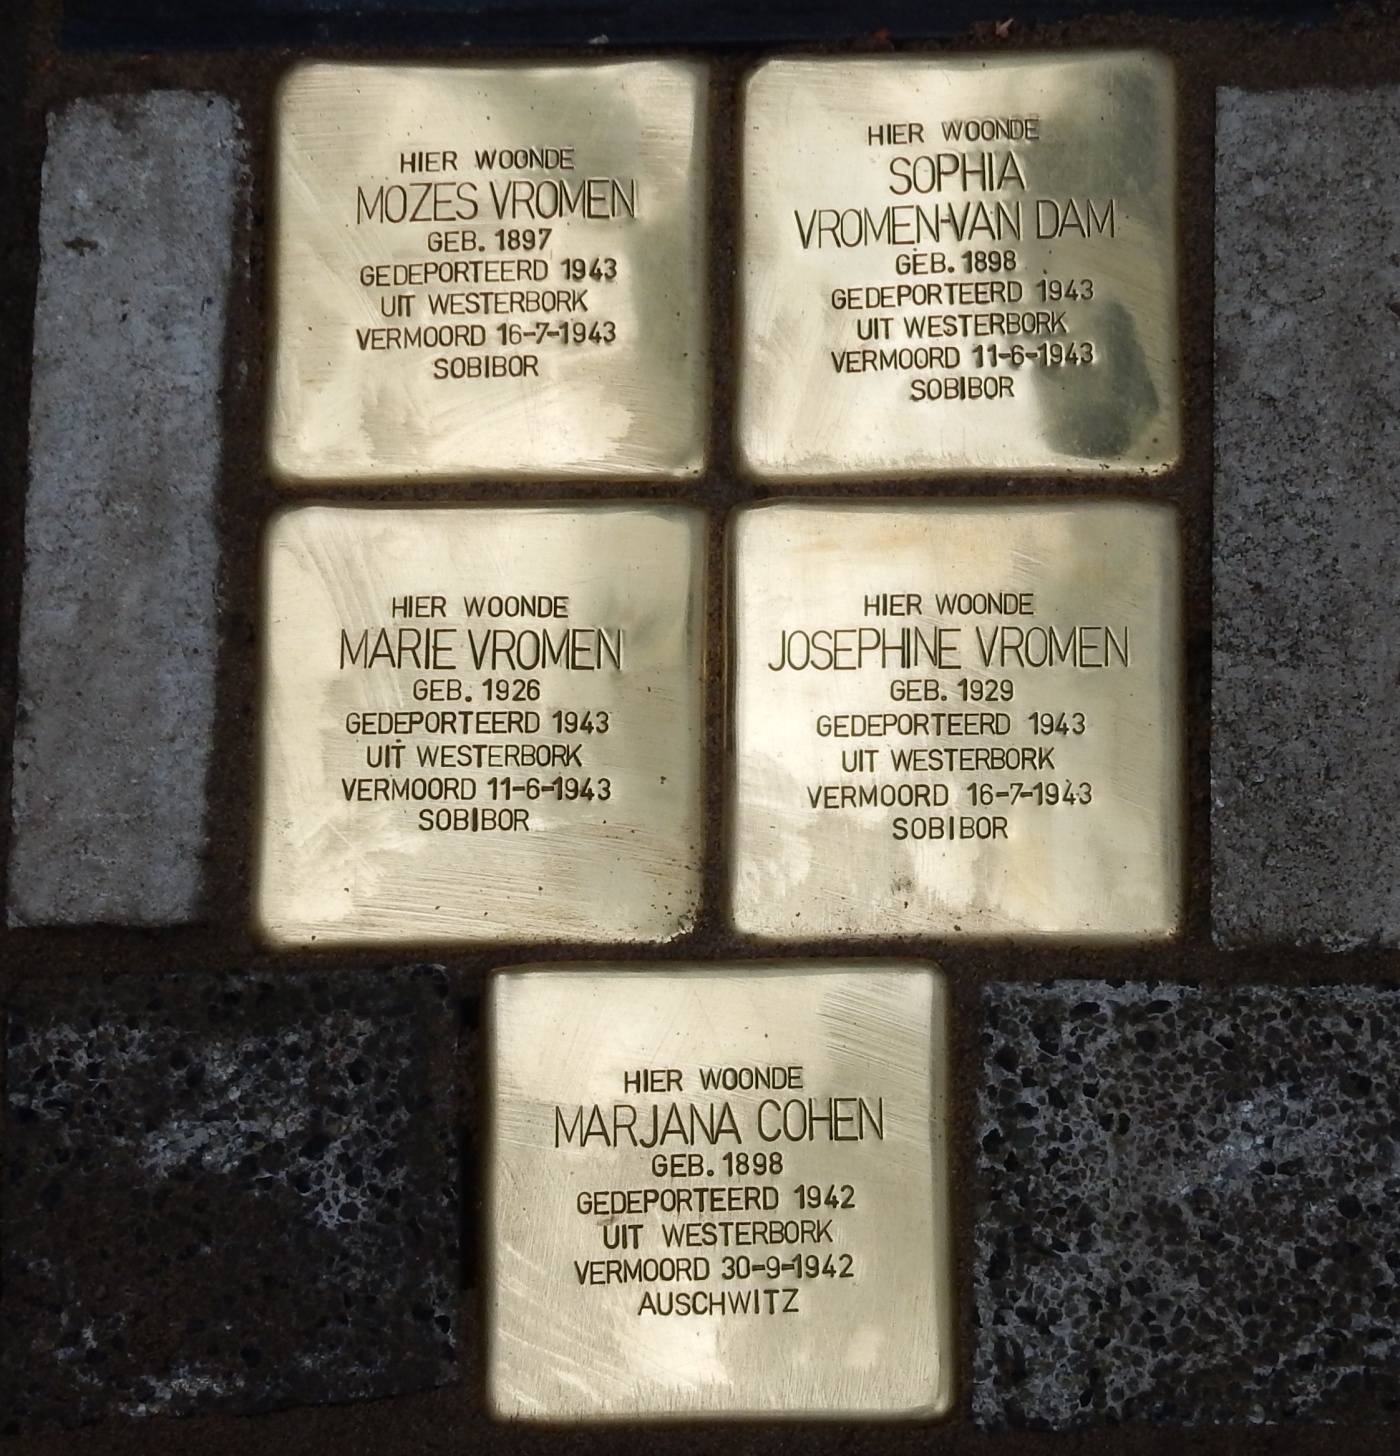 HIER WOONDE
MOZES VROMEN
GEB. 1897
GEDEPORTEERD 1943
UIT WESTERBORK
VERMOORD 16-7-1943
SOBIBOR
HIER WOONDE
SOPHIA
VROMEN-VAN DAM
GEB. 1898
GEDEPORTEERD 1943
UIT WESTERBORK
VERMOORD 11-6-1943
SOBIBOR
HIER WOONDE
MARIE VROMEN
GEB. 1926
GEDEPORTEERD 1943
UIT WESTERBORK
VERMOORD 11-6-1943
SOBIBOR
HIER WOONDE
JOSEPHINE VROMEN
GEB. 1929
GEDEPORTEERD 1943
UIT WESTERBORK
VERMOORD 16-7-1943
SOBIBOR
HIER WOONDE
MARJANA COHEN
GEB. 1898
GEDEPORTEERD 1942
UIT WESTERBORK
VERMOORD 30-9-1942
AUSCHWITZ